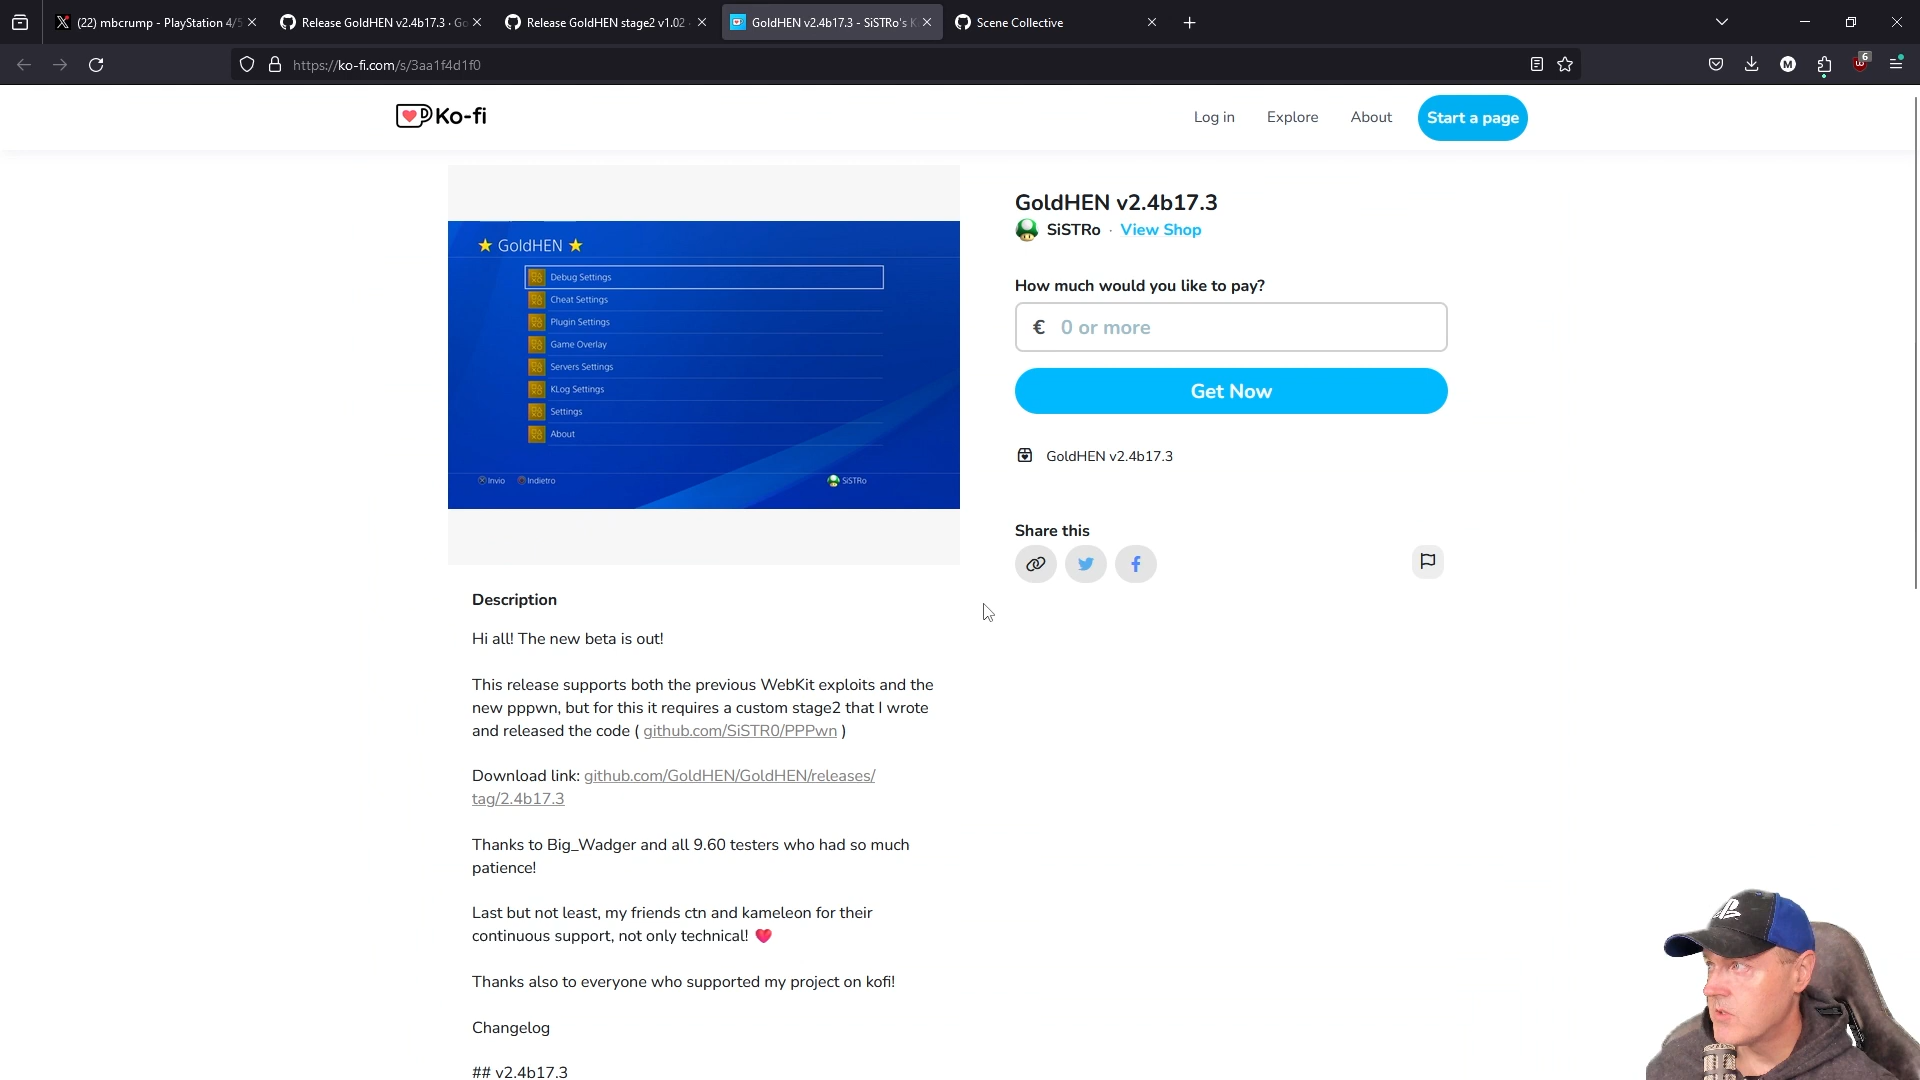 (22) mbcrump - PlayStation 4/5
Release GoldHEN v2.4b17.3 · Go
Release GoldHEN stage2 v1.02
GoldHEN v2.4b17.3 - SiSTRo's K
Scene Collective
https://ko-fi.com/s/3aa1f4d1f0
M
6
Ko-fi
Log in
Explore
About
Start a page
★ GoldHEN ★
Debug Settings
Cheat Settings
Plugin Settings
Game Overlay
Servers Settings
KLog Settings
Settings
About
Invio
Indietro
SiSTRo
GoldHEN v2.4b17.3
SiSTRo · View Shop
How much would you like to pay?
€ 0 or more
Get Now
GoldHEN v2.4b17.3
Share this
Description
Hi all! The new beta is out!
This release supports both the previous WebKit exploits and the
new pppwn, but for this it requires a custom stage2 that I wrote
and released the code ( github.com/SiSTR0/PPPwn )
Download link: github.com/GoldHEN/GoldHEN/releases/
tag/2.4b17.3
Thanks to Big_Wadger and all 9.60 testers who had so much
patience!
Last but not least, my friends ctn and kameleon for their
continuous support, not only technical! ❤️
Thanks also to everyone who supported my project on kofi!
Changelog
## v2.4b17.3